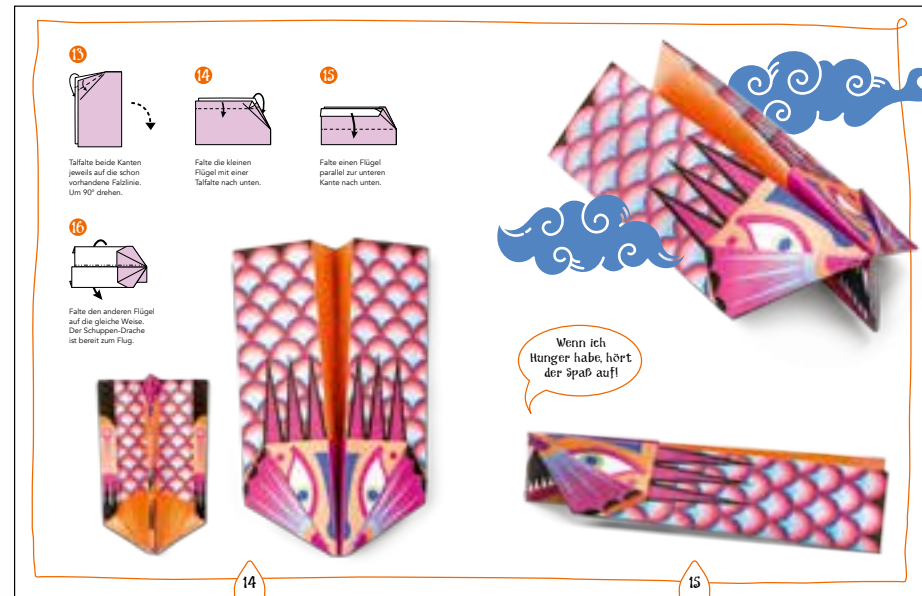 13
Talfalte beide Kanten
jeweils auf die schon
vorhandene Falzlinie.
Um 90° drehen.
14
Falte die kleinen
Flügel mit einer
Talfalte nach unten.
15
Falte einen Flügel
parallel zur unteren
Kante nach unten.
16
Falte den anderen Flügel
auf die gleiche Weise.
Der Schuppen-Drache
ist bereit zum Flug.
Wenn ich
Hunger habe, hört
der Spaß auf!
14
15